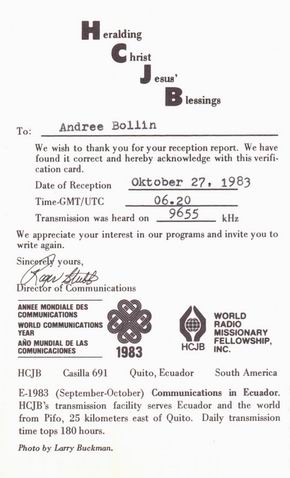 Heralding
Christ
Jesus'
Blessings
To: Andree Bollin
We wish to thank you for your reception report. We have
found it correct and hereby acknowledge with this verifi-
cation card.
Date of Reception Oktober 27, 1983
Time-GMT/UTC 06.20
Transmission was heard on 9655 kHz
We appreciate your interest in our programs and invite you to
write again.
Sincerely yours,
Roger Stubbe
Director of Communications
ANNEE MONDIALE DES
COMMUNICATIONS
WORLD COMMUNICATIONS
YEAR
AÑO MUNDIAL DE LAS
COMUNICACIONES
1983
HCJB
WORLD
RADIO
MISSIONARY
FELLOWSHIP,
INC.
HCJB Casilla 691 Quito, Ecuador South America
E-1983 (September-October) Communications in Ecuador.
HCJB's transmission facility serves Ecuador and the world
from Pifo, 25 kilometers east of Quito. Daily transmission
time tops 180 hours.
Photo by Larry Buckman.